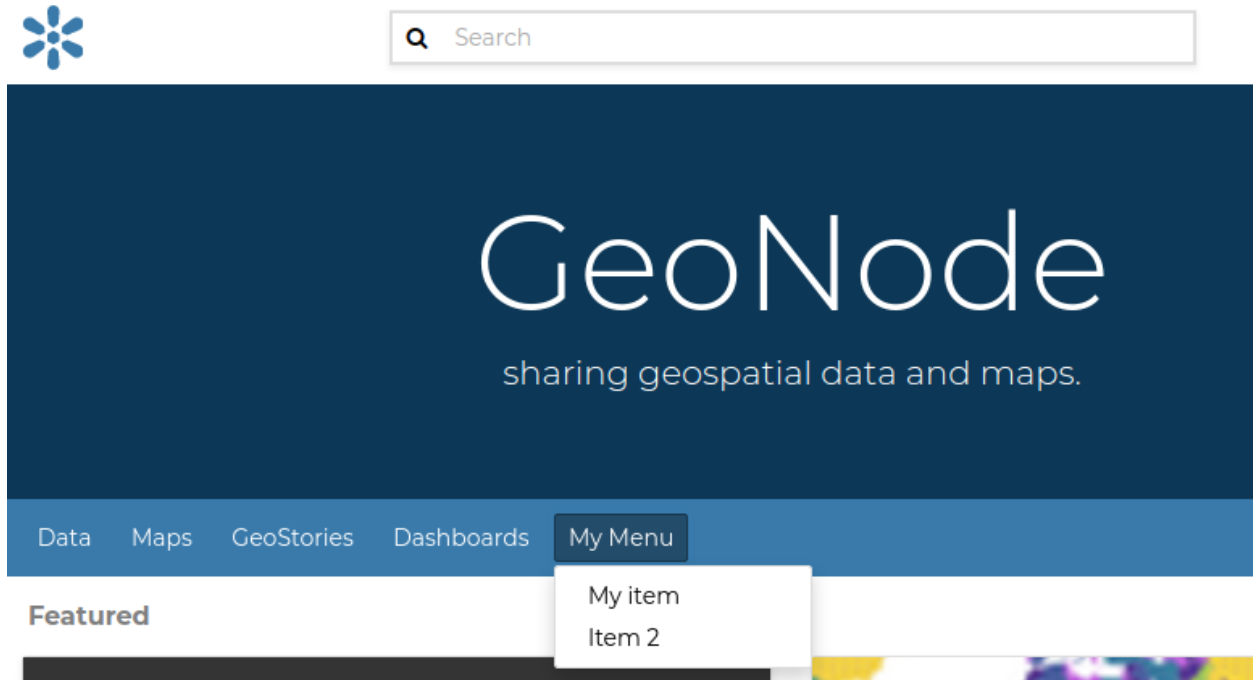 Search
GeoNode
sharing geospatial data and maps.
Data Maps GeoStories Dashboards My Menu
My item
Item 2
Featured